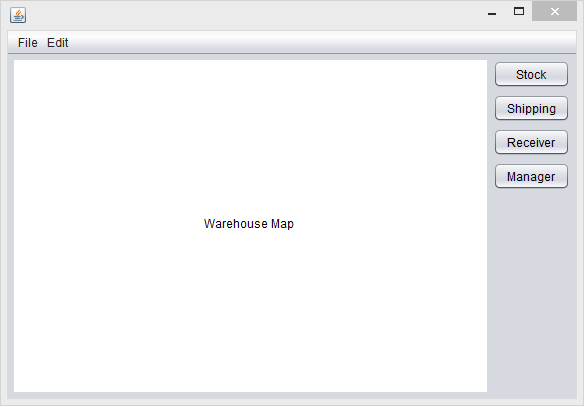 File Edit
Stock
Shipping
Receiver
Manager
Warehouse Map